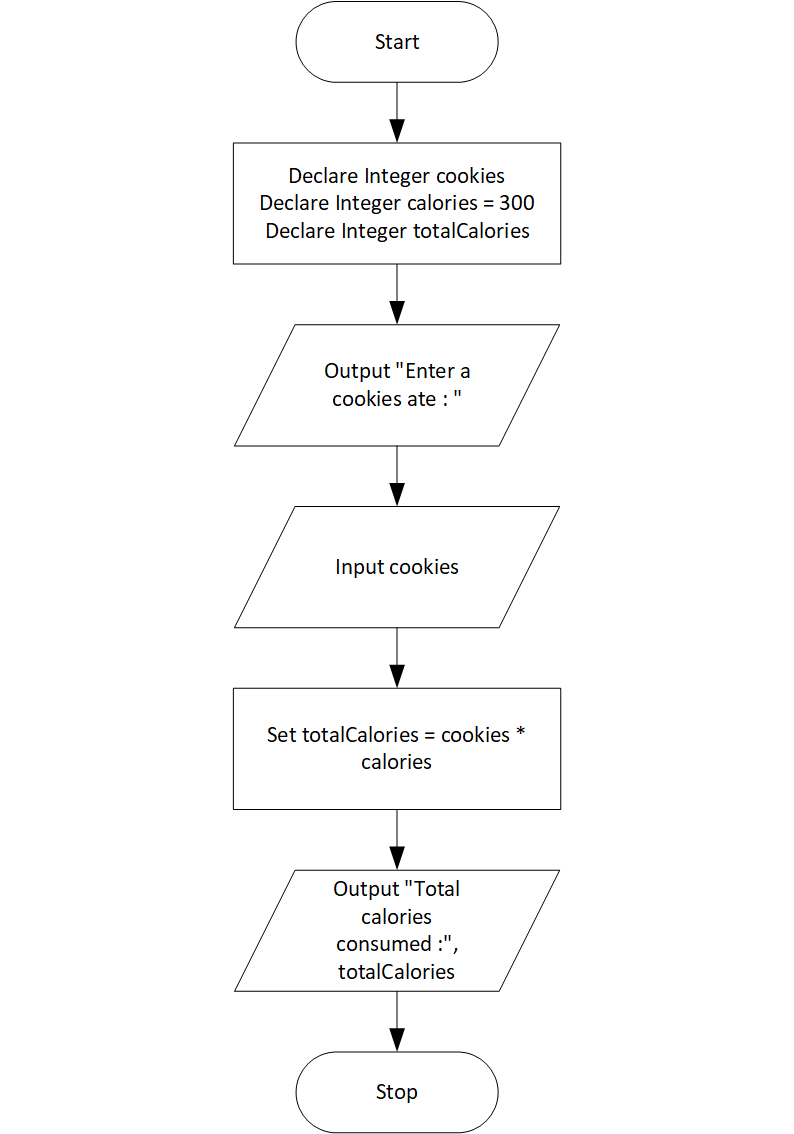 Start
Declare Integer cookies
Declare Integer calories = 300
Declare Integer totalCalories
Output "Enter a
cookies ate : "
Input cookies
Set totalCalories = cookies *
calories
Output "Total
calories
consumed :",
totalCalories
Stop